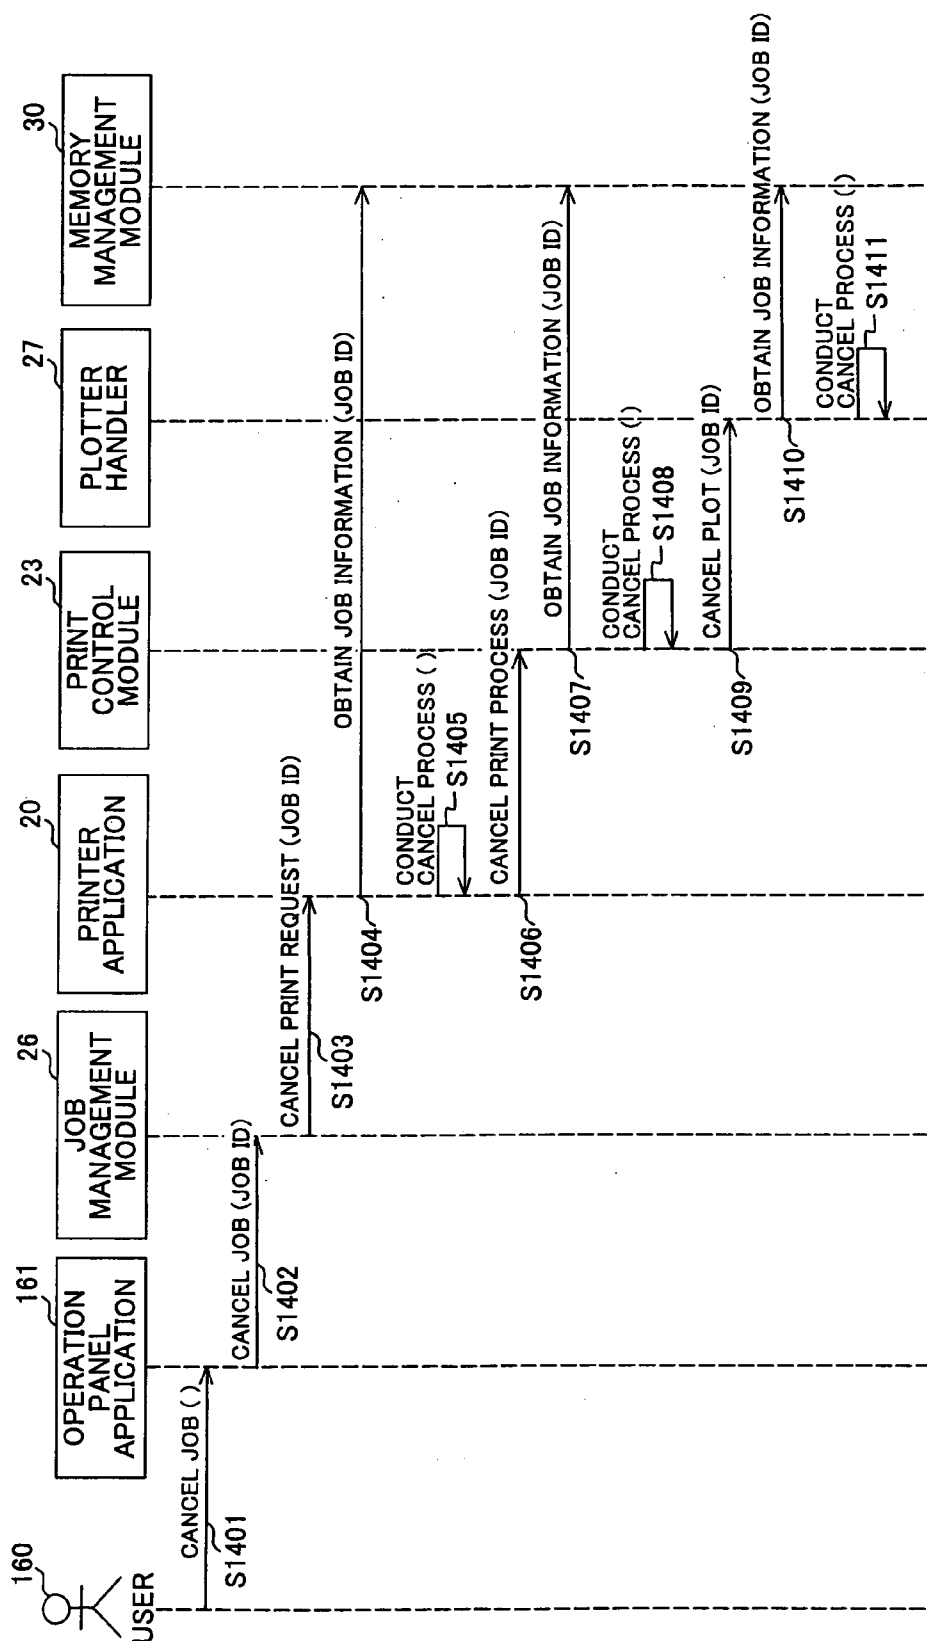 160
USER
161
OPERATION
PANEL
APPLICATION
26
JOB
MANAGEMENT
MODULE
20
PRINTER
APPLICATION
23
PRINT
CONTROL
MODULE
27
PLOTTER
HANDLER
30
MEMORY
MANAGEMENT
MODULE
CANCEL JOB ( )
S1401
CANCEL JOB (JOB ID)
S1402
CANCEL PRINT REQUEST (JOB ID)
S1403
OBTAIN JOB INFORMATION (JOB ID)
S1404
CONDUCT
CANCEL PROCESS ( )
S1405
CANCEL PRINT PROCESS (JOB ID)
S1406
OBTAIN JOB INFORMATION (JOB ID)
S1407
CONDUCT
CANCEL PROCESS ( )
S1408
CANCEL PLOT (JOB ID)
S1409
OBTAIN JOB INFORMATION (JOB ID)
S1410
CONDUCT
CANCEL PROCESS ( )
S1411